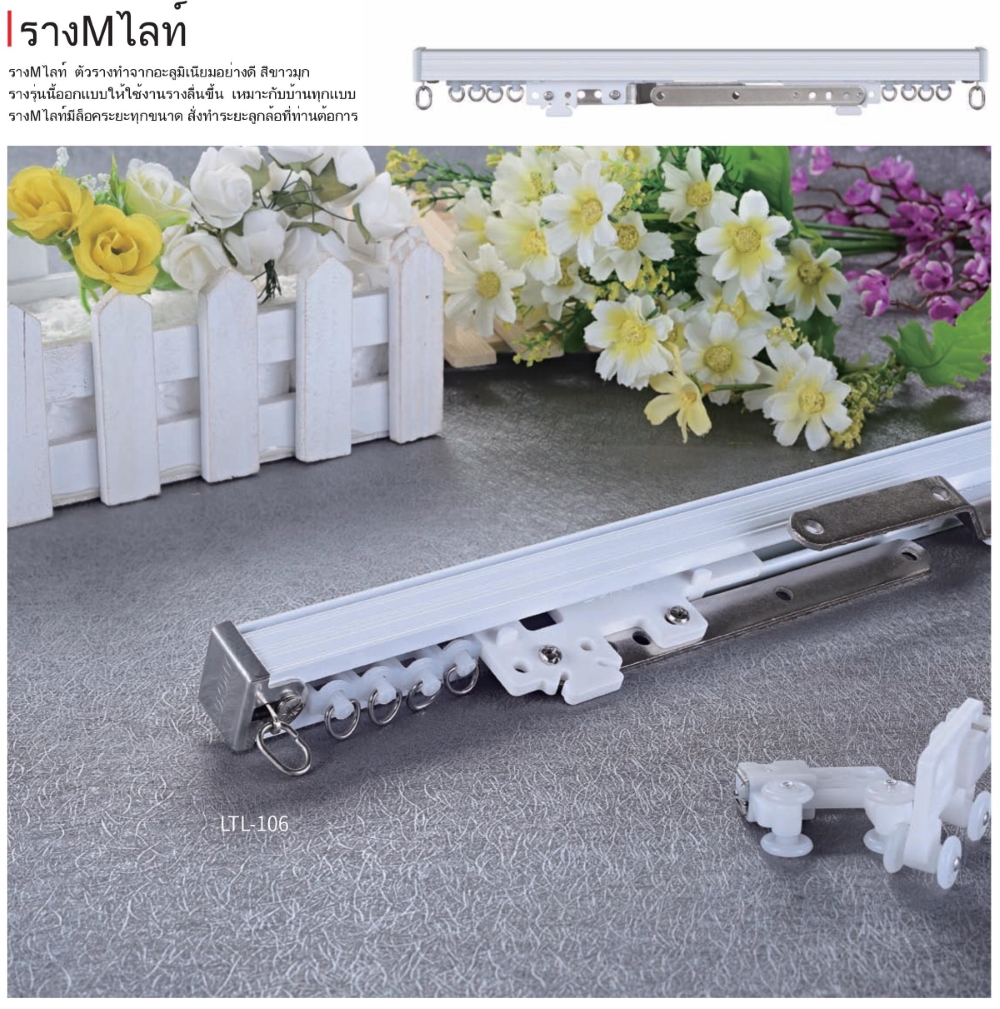 รางMไลท์
รางMไลท์ ตัวรางทำจากอะลูมิเนียมอย่างดี สีขาวมุก
รางรุ่นนี้ออกแบบให้ใช้งานรางลื่นขึ้น เหมาะกับบ้านทุกแบบ
รางMไลท์มีล็อคระยะทุกขนาด สั่งทำระยะลูกล้อที่ท่านต้อการ
LTL-106